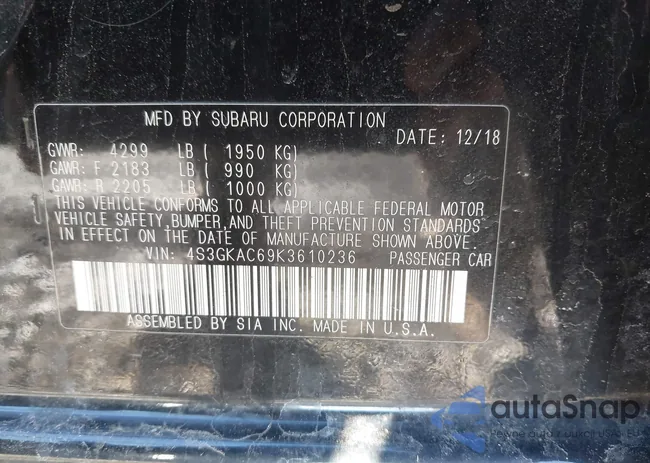 MFD BY SUBARU CORPORATION
DATE: 12/18
GVWR: 4299 LB ( 1950 KG)
GAWR: F 2183 LB ( 990 KG)
GAWR: R 2205 LB ( 1000 KG)
THIS VEHICLE CONFORMS TO ALL APPLICABLE FEDERAL MOTOR
VEHICLE SAFETY,BUMPER,AND THEFT PREVENTION STANDARDS
IN EFFECT ON THE DATE OF MANUFACTURE SHOWN ABOVE.
VIN: 4S3GKAC69K3610236 PASSENGER CAR
ASSEMBLED BY SIA INC. MADE IN U.S.A.
autoSnap